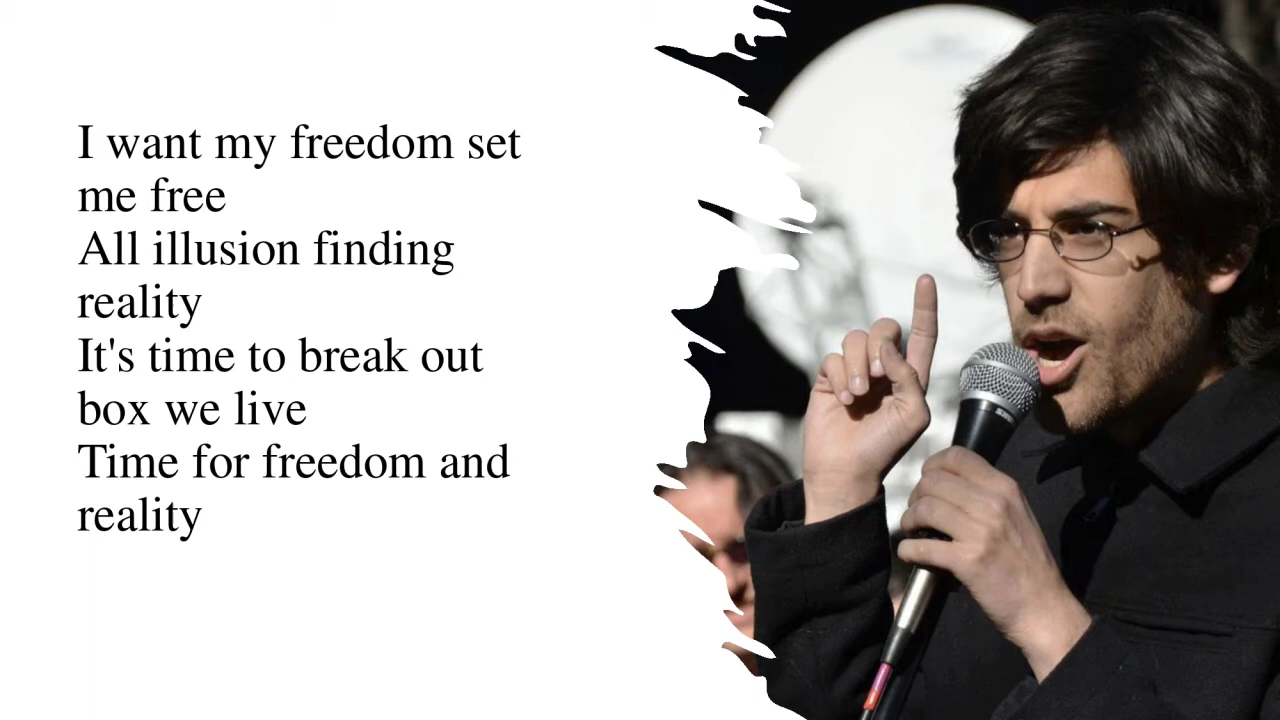 I want my freedom set
me free
All illusion finding
reality
It's time to break out
box we live
Time for freedom and
reality